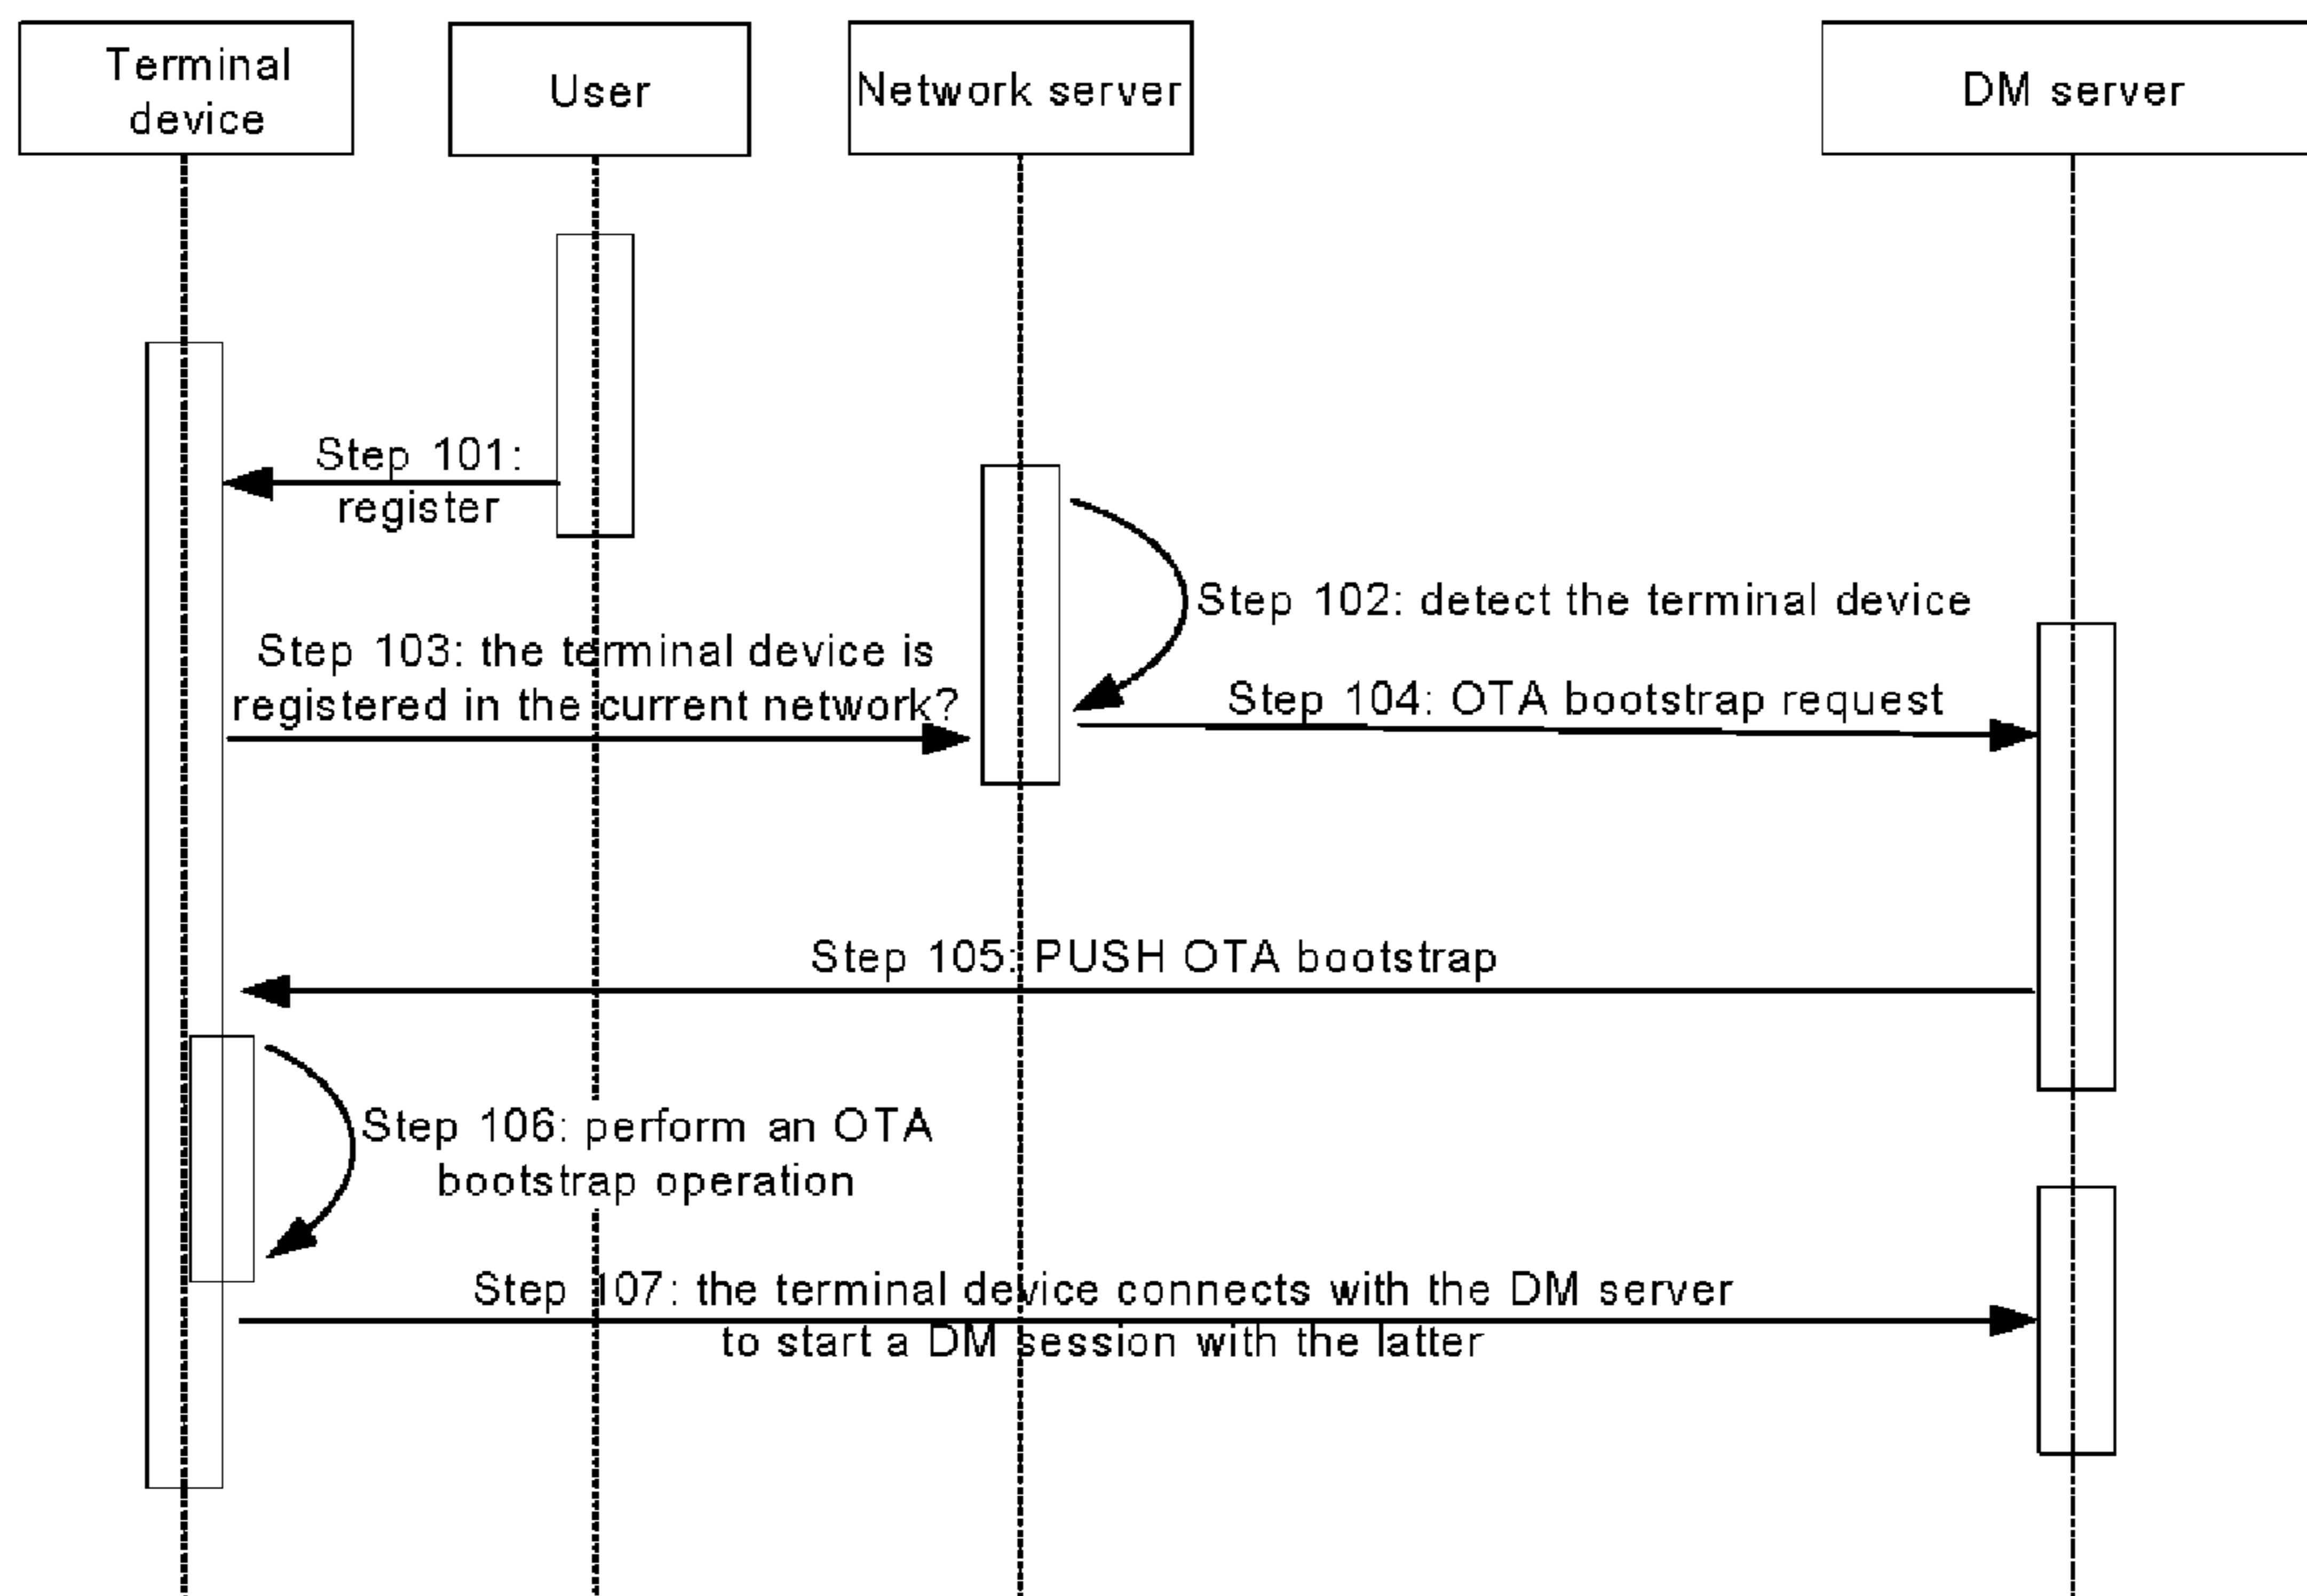 Terminal
device
User
Network server
DM server
Step 101:
register
Step 102: detect the terminal device
Step 103: the terminal device is
registered in the current network?
Step 104: OTA bootstrap request
Step 105: PUSH OTA bootstrap
Step 106: perform an OTA
bootstrap operation
Step 107: the terminal device connects with the DM server
to start a DM session with the latter